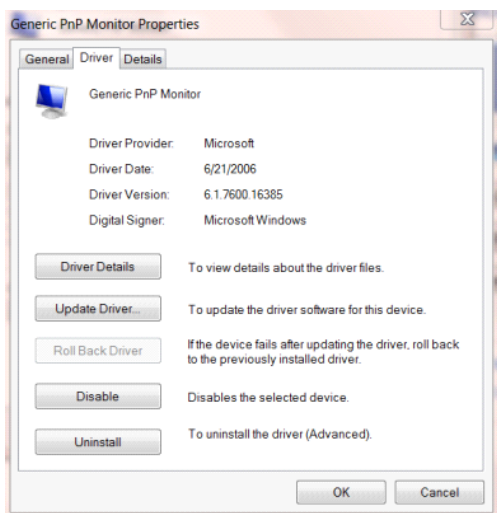 Generic PnP Monitor Properties
General Driver Details
Generic PnP Monitor
Driver Provider: Microsoft
Driver Date: 6/21/2006
Driver Version: 6.1.7600.16385
Digital Signer: Microsoft Windows
Driver Details To view details about the driver files.
Update Driver... To update the driver software for this device.
Roll Back Driver If the device fails after updating the driver, roll back
to the previously installed driver.
Disable Disables the selected device.
Uninstall To uninstall the driver (Advanced).
OK Cancel